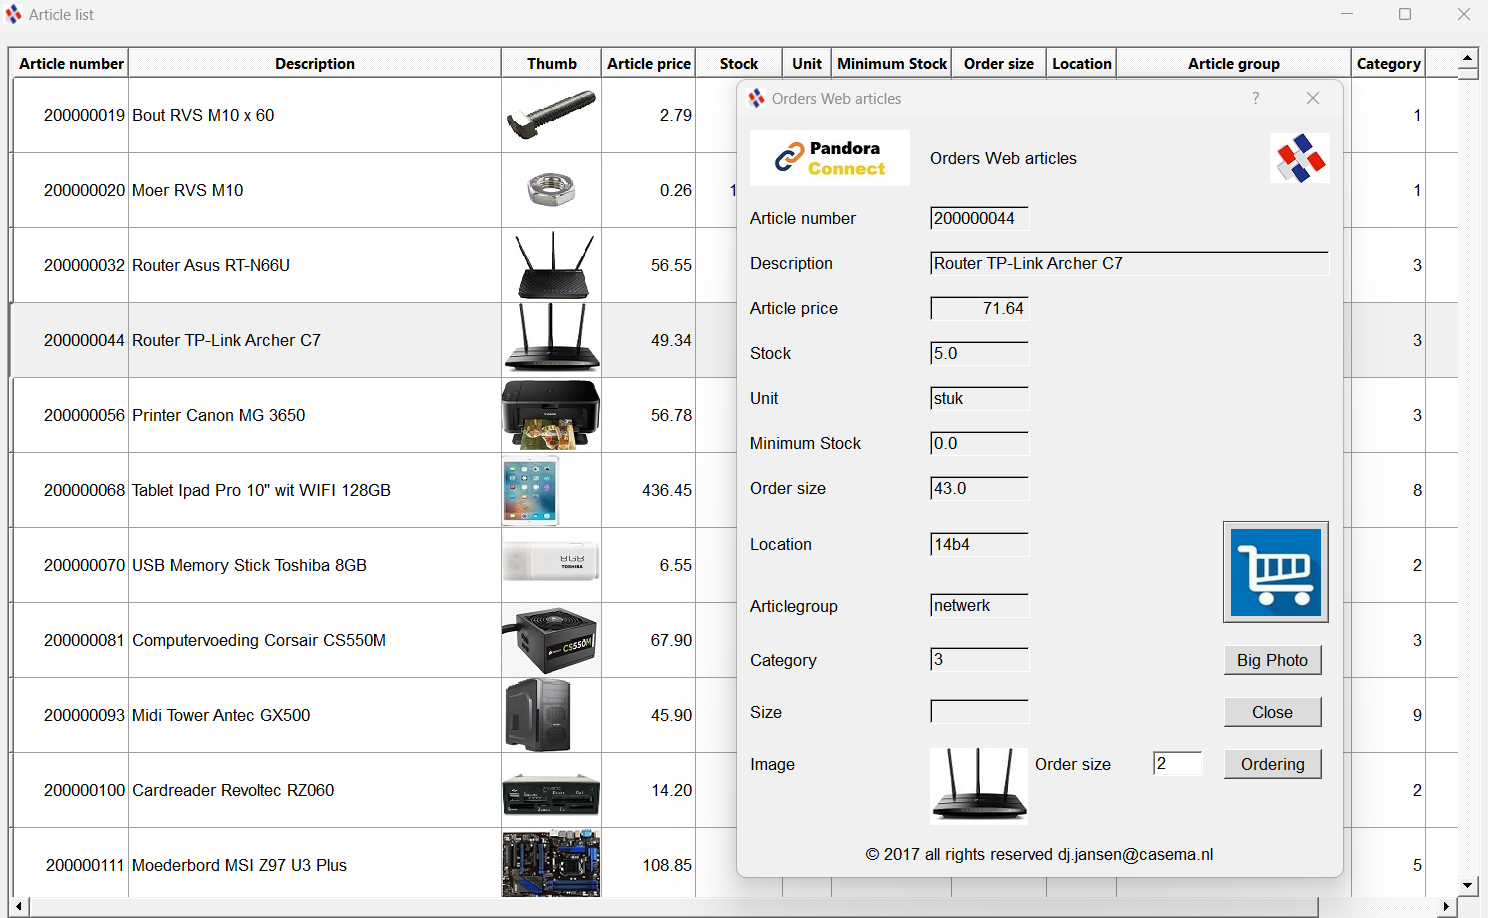 Article list
Article number Description Thumb Article price Stock Unit Minimum Stock Order size Location Article group Category
200000019 Bout RVS M10 x 60 2.79 1
200000020 Moer RVS M10 0.26 1 1
200000032 Router Asus RT-N66U 56.55 3
200000044 Router TP-Link Archer C7 49.34 3
200000056 Printer Canon MG 3650 56.78 3
200000068 Tablet Ipad Pro 10" wit WIFI 128GB 436.45 8
200000070 USB Memory Stick Toshiba 8GB 8GB TOSHIBA 6.55 2
200000081 Computervoeding Corsair CS550M CS550M 67.90 3
200000093 Midi Tower Antec GX500 45.90 9
200000100 Cardreader Revoltec RZ060 14.20 2
200000111 Moederbord MSI Z97 U3 Plus 108.85 5
Orders Web articles ?
Pandora
Connect
Orders Web articles
Article number 200000044
Description Router TP-Link Archer C7
Article price 71.64
Stock 5.0
Unit stuk
Minimum Stock 0.0
Order size 43.0
Location 14b4
Articlegroup netwerk
Category 3 Big Photo
Size Close
Image Order size 2 Ordering
© 2017 all rights reserved dj.jansen@casema.nl